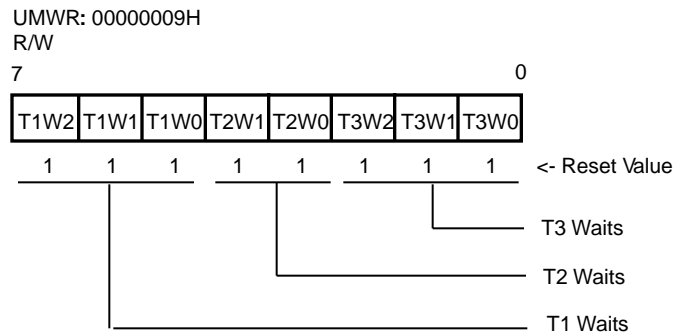 UMWR: 00000009H
R/W
7 0
T1W2 T1W1 T1W0 T2W1 T2W0 T3W2 T3W1 T3W0
1 1 1 1 1 1 1 1 <- Reset Value
T3 Waits
T2 Waits
T1 Waits